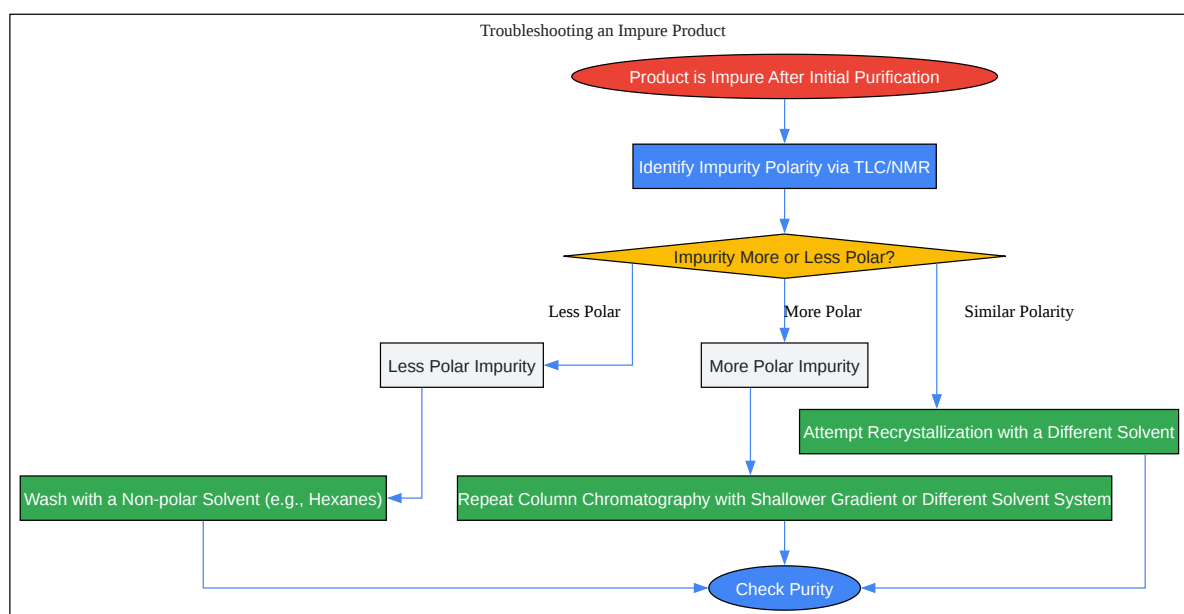 Troubleshooting an Impure Product
Product is Impure After Initial Purification
Identify Impurity Polarity via TLC/NMR
Impurity More or Less Polar?
Less Polar
More Polar
Similar Polarity
Less Polar Impurity
More Polar Impurity
Attempt Recrystallization with a Different Solvent
Wash with a Non-polar Solvent (e.g., Hexanes)
Repeat Column Chromatography with Shallower Gradient or Different Solvent System
Check Purity